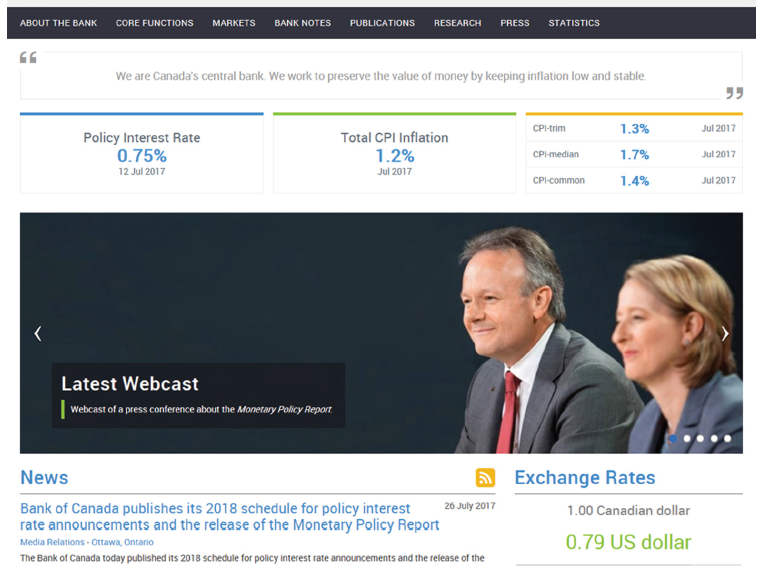 ABOUT THE BANK CORE FUNCTIONS MARKETS BANK NOTES PUBLICATIONS RESEARCH PRESS STATISTICS
“
We are Canada's central bank. We work to preserve the value of money by keeping inflation low and stable.
”
Policy Interest Rate
0.75%
12 Jul 2017
Total CPI Inflation
1.2%
Jul 2017
CPI-trim 1.3% Jul 2017
CPI-median 1.7% Jul 2017
CPI-common 1.4% Jul 2017
Latest Webcast
Webcast of a press conference about the Monetary Policy Report.
News
Bank of Canada publishes its 2018 schedule for policy interest
rate announcements and the release of the Monetary Policy Report
26 July 2017
Media Relations - Ottawa, Ontario
The Bank of Canada today published its 2018 schedule for policy interest rate announcements and the release of the
Exchange Rates
1.00 Canadian dollar
0.79 US dollar